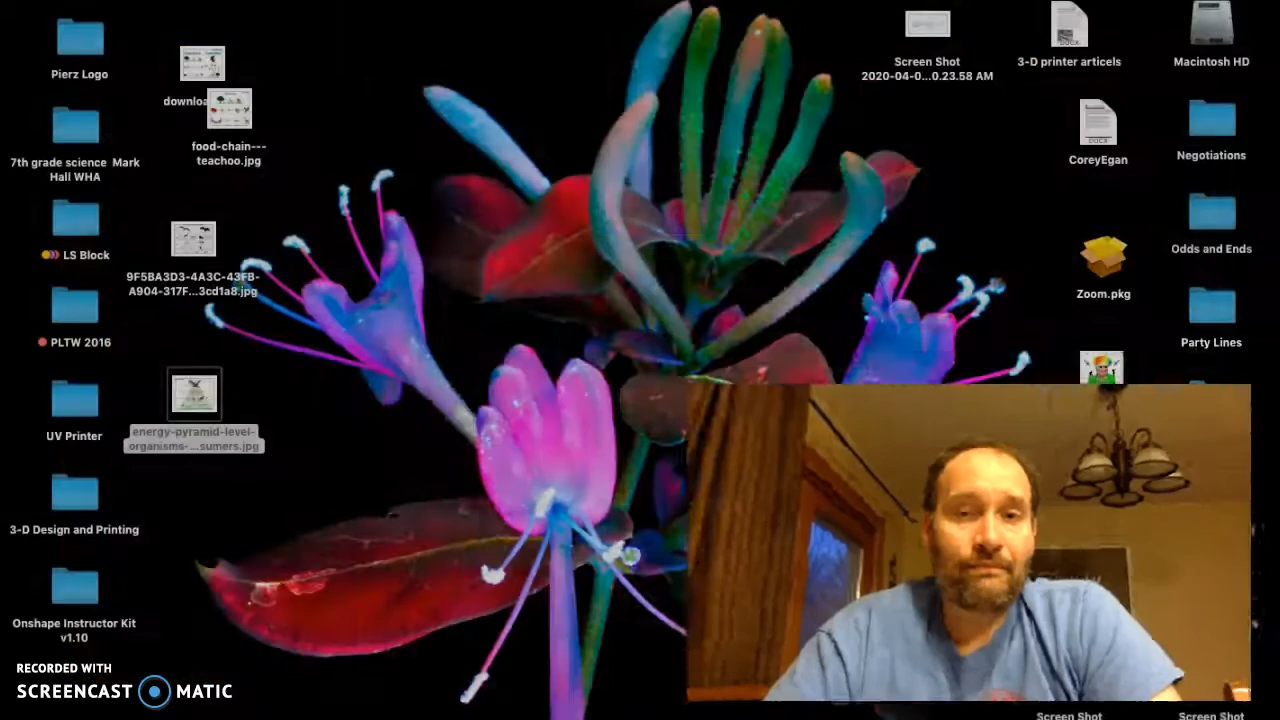 Pierz Logo
downloa
food-chain---
teachoo.jpg
7th grade science Mark
Hall WHA
LS Block
9F5BA3D3-4A3C-43FB-
A904-317F...3cd1a8.jpg
PLTW 2016
UV Printer
energy-pyramid-level-
organisms-...sumers.jpg
3-D Design and Printing
Onshape Instructor Kit
v1.10
RECORDED WITH
SCREENCAST MATIC
Screen Shot
2020-04-0...0.23.58 AM
3-D printer articels
DOCX
Macintosh HD
CoreyEgan
DOCX
Negotiations
Odds and Ends
Zoom.pkg
Party Lines
Screen Shot
Screen Shot